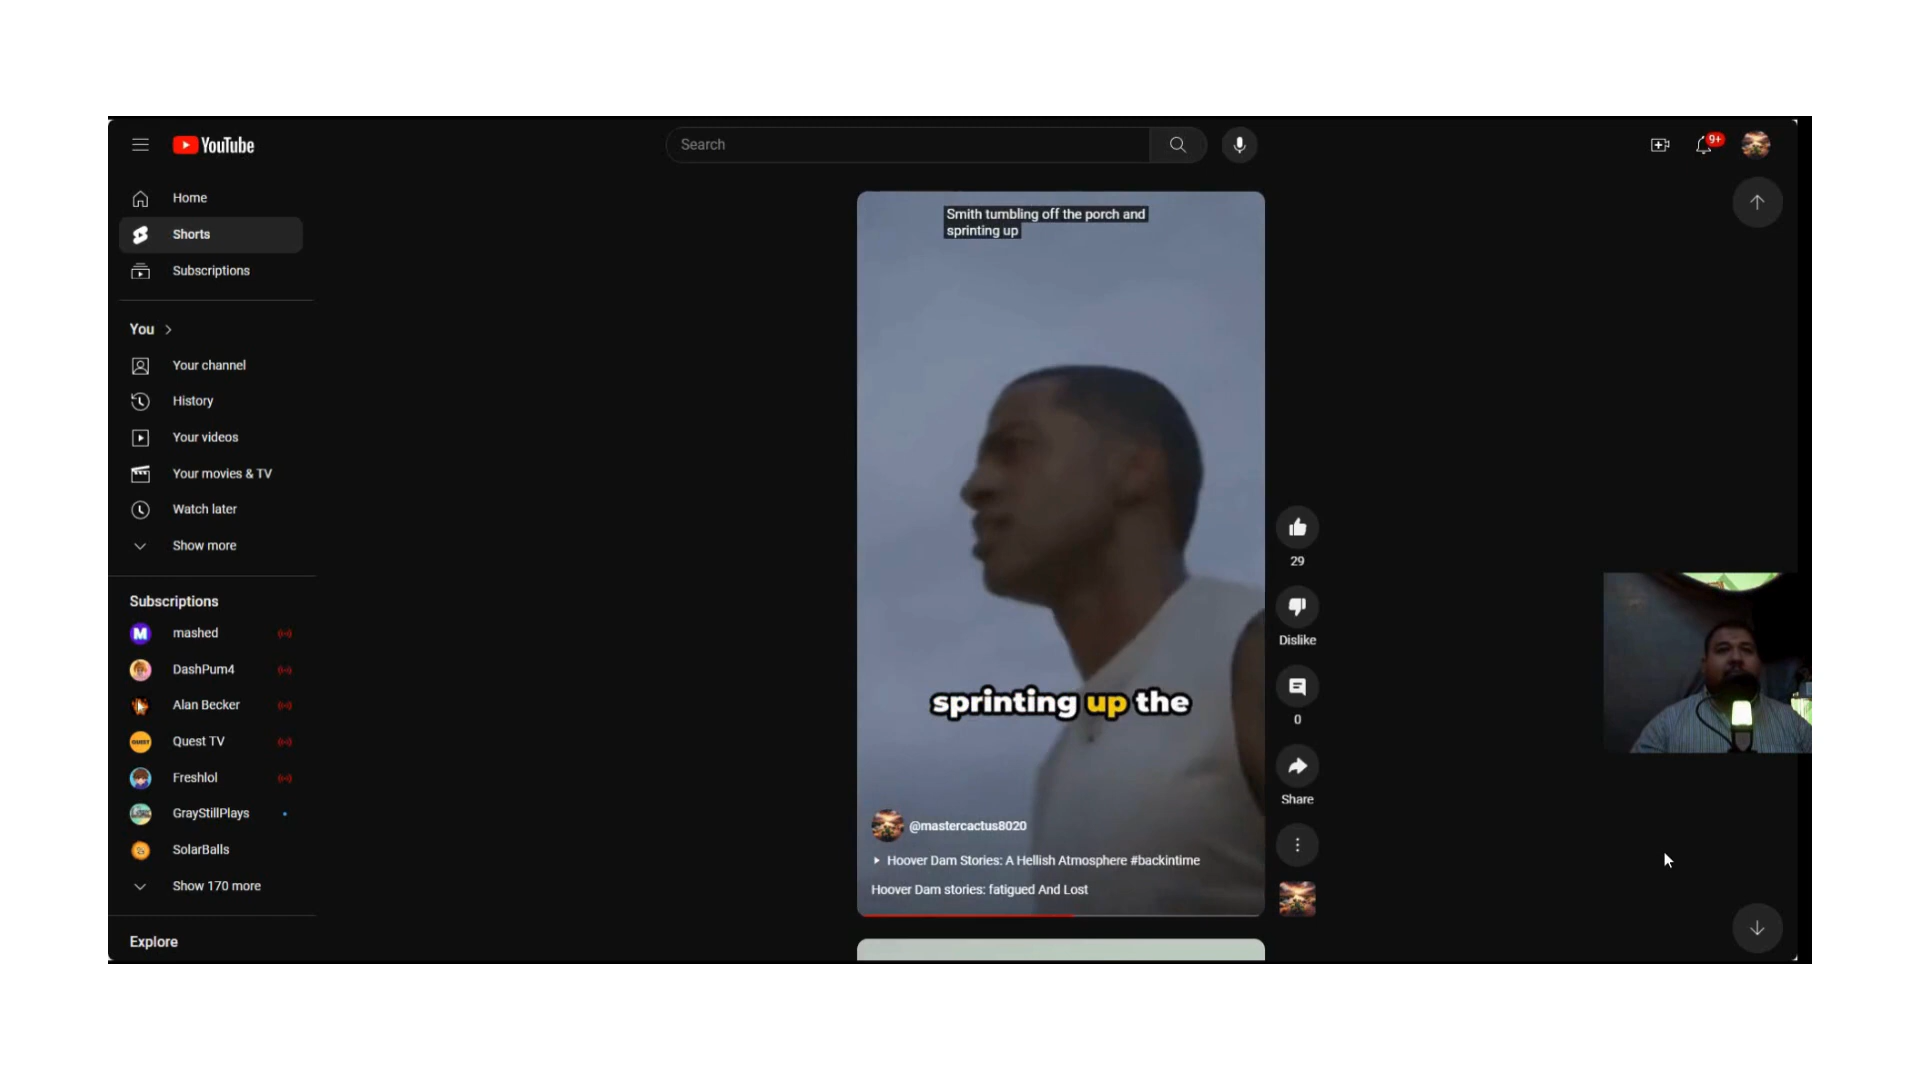 YouTube
Search
9+
Home
Shorts
Subscriptions
You
Your channel
History
Your videos
Your movies & TV
Watch later
Show more
Subscriptions
M mashed
DashPum4
Alan Becker
QUEST Quest TV
Freshlol
GrayStillPlays
SolarBalls
Show 170 more
Explore
Smith tumbling off the porch and
sprinting up
sprinting up the
@mastercactus8020
Hoover Dam Stories: A Hellish Atmosphere #backintime
Hoover Dam stories: fatigued And Lost
29
Dislike
0
Share